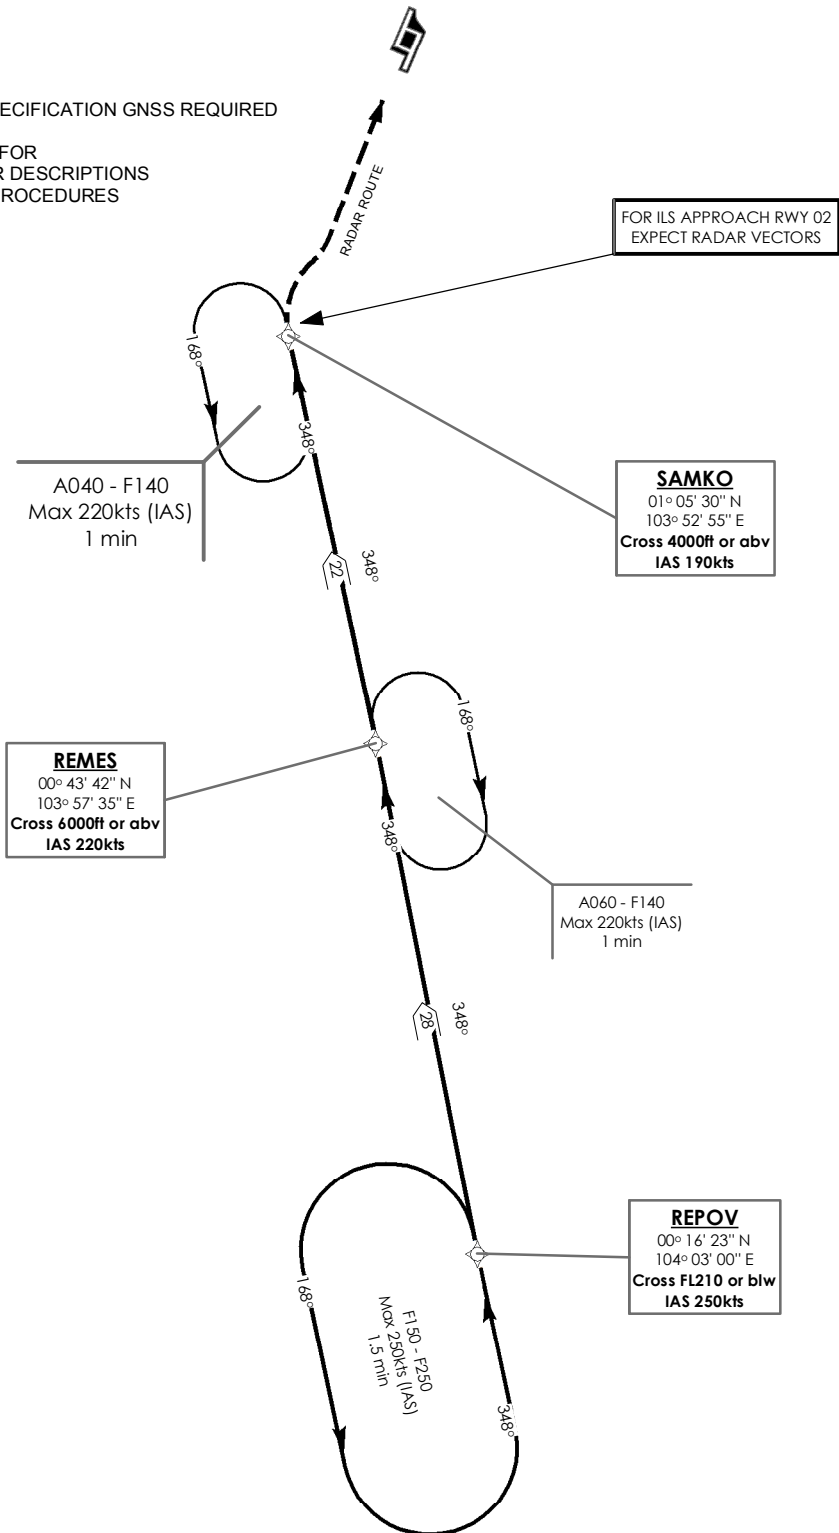 ECIFICATION GNSS REQUIRED
FOR
R DESCRIPTIONS
ROCEDURES
RADAR ROUTE
FOR ILS APPROACH RWY 02
EXPECT RADAR VECTORS
168°
348°
A040 - F140
Max 220kts (IAS)
1 min
SAMKO
01° 05' 30" N
103° 52' 55" E
Cross 4000ft or abv
IAS 190kts
22
348°
168°
REMES
00° 43' 42" N
103° 57' 35" E
Cross 6000ft or abv
IAS 220kts
348°
A060 - F140
Max 220kts (IAS)
1 min
28
348°
REPOV
00° 16' 23" N
104° 03' 00" E
Cross FL210 or blw
IAS 250kts
168°
F150 - F250
Max 250kts (IAS)
1.5 min
348°